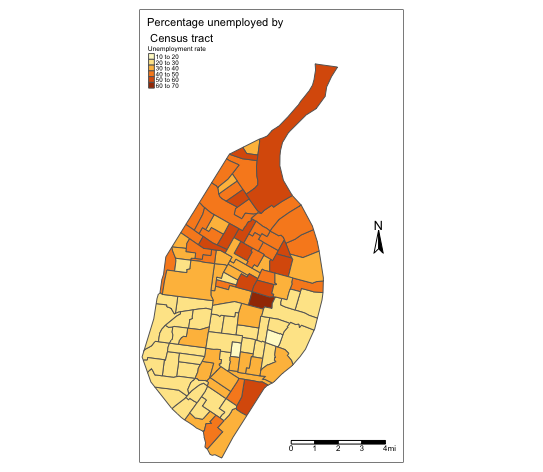 Percentage unemployed by
Census tract
Unemployment rate
10 to 20
20 to 30
30 to 40
40 to 50
50 to 60
60 to 70
N
0 1 2 3 4mi